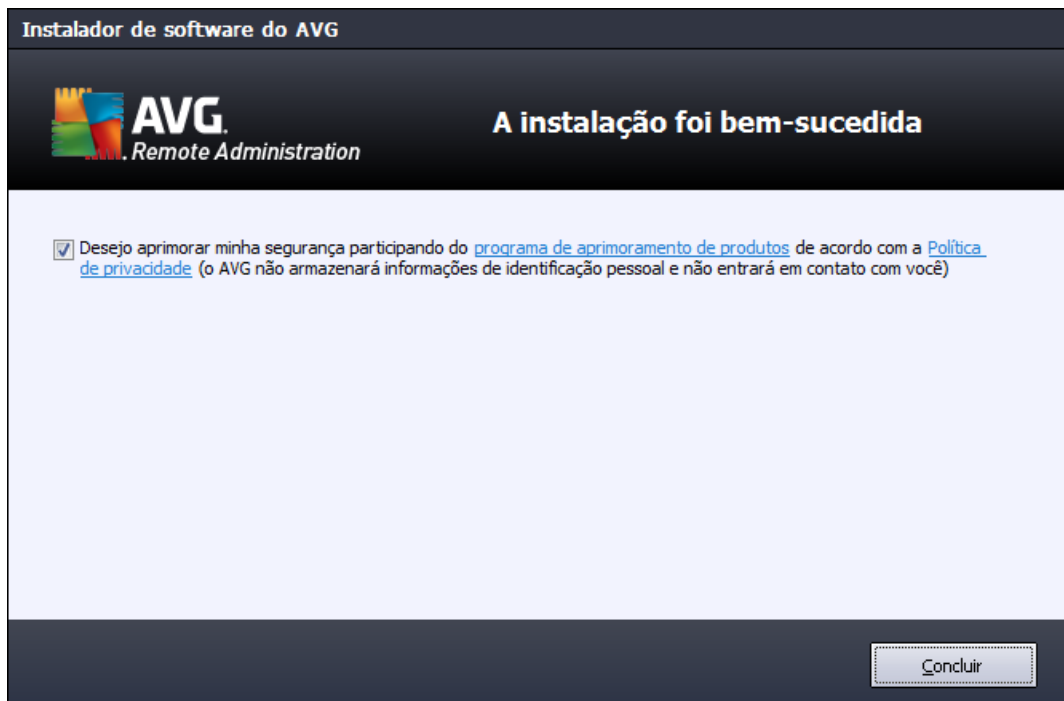 Instalador de software do AVG
AVG.
Remote Administration
A instalação foi bem-sucedida
Desejo aprimorar minha segurança participando do programa de aprimoramento de produtos de acordo com a Política
de privacidade (o AVG não armazenará informações de identificação pessoal e não entrará em contato com você)
Concluir